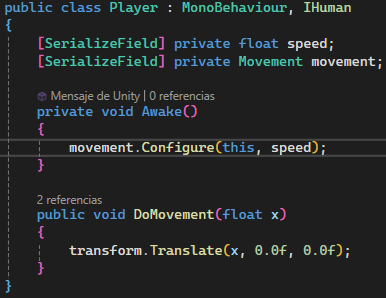 public class Player : MonoBehaviour, IHuman
{
[SerializeField] private float speed;
[SerializeField] private Movement movement;
Mensaje de Unity | 0 referencias
private void Awake()
{
movement.Configure(this, speed);
}
2 referencias
public void DoMovement(float x)
{
transform.Translate(x, 0.0f, 0.0f);
}
}